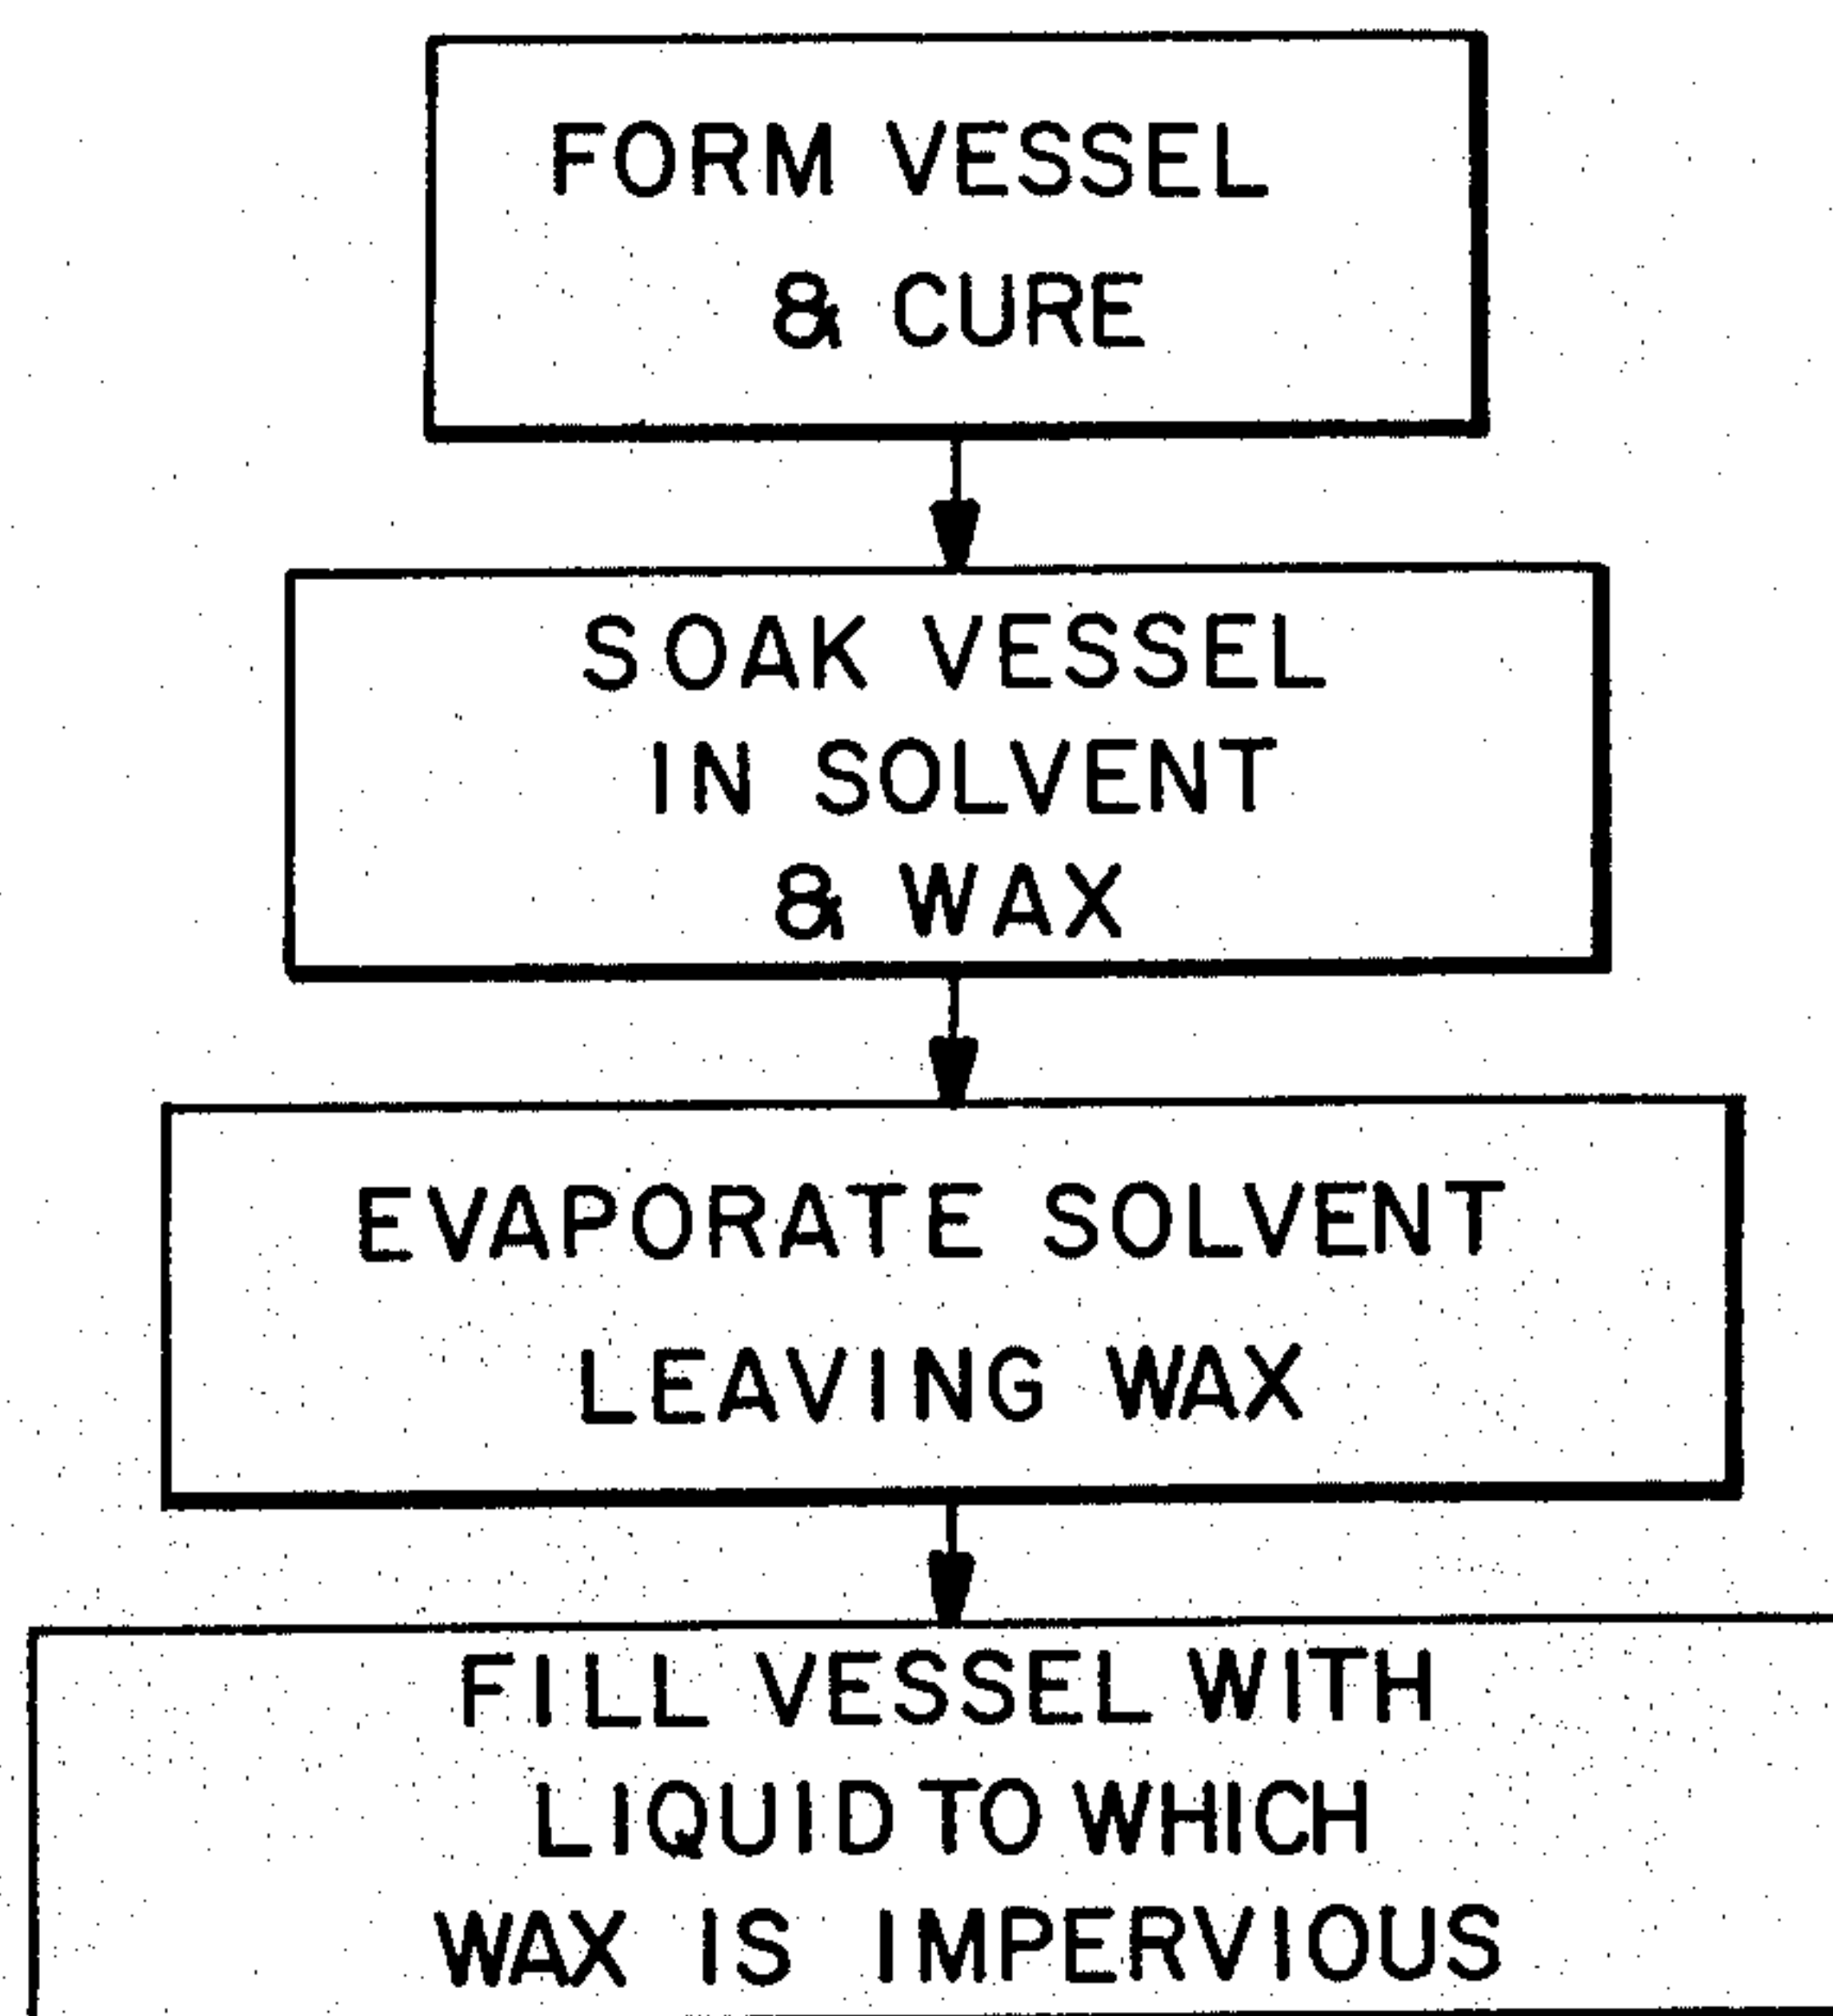 FORM VESSEL
& CURE
SOAK VESSEL
IN SOLVENT
& WAX
EVAPORATE SOLVENT
LEAVING WAX
FILL VESSEL WITH
LIQUID TO WHICH
WAX IS IMPERVIOUS